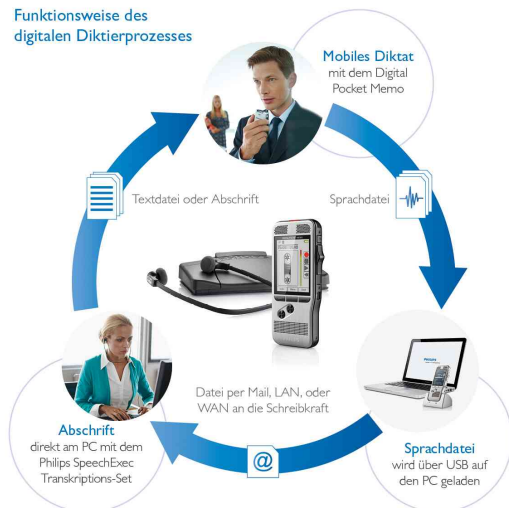 Funktionsweise des
digitalen Diktierprozesses
Mobiles Diktat
mit dem Digital
Pocket Memo
Textdatei oder Abschrift
Sprachdatei
Datei per Mail, LAN, oder
WAN an die Schreibkraft
@
Abschrift
direkt am PC mit dem
Philips SpeechExec
Transkriptions-Set
Sprachdatei
wird über USB auf
den PC geladen